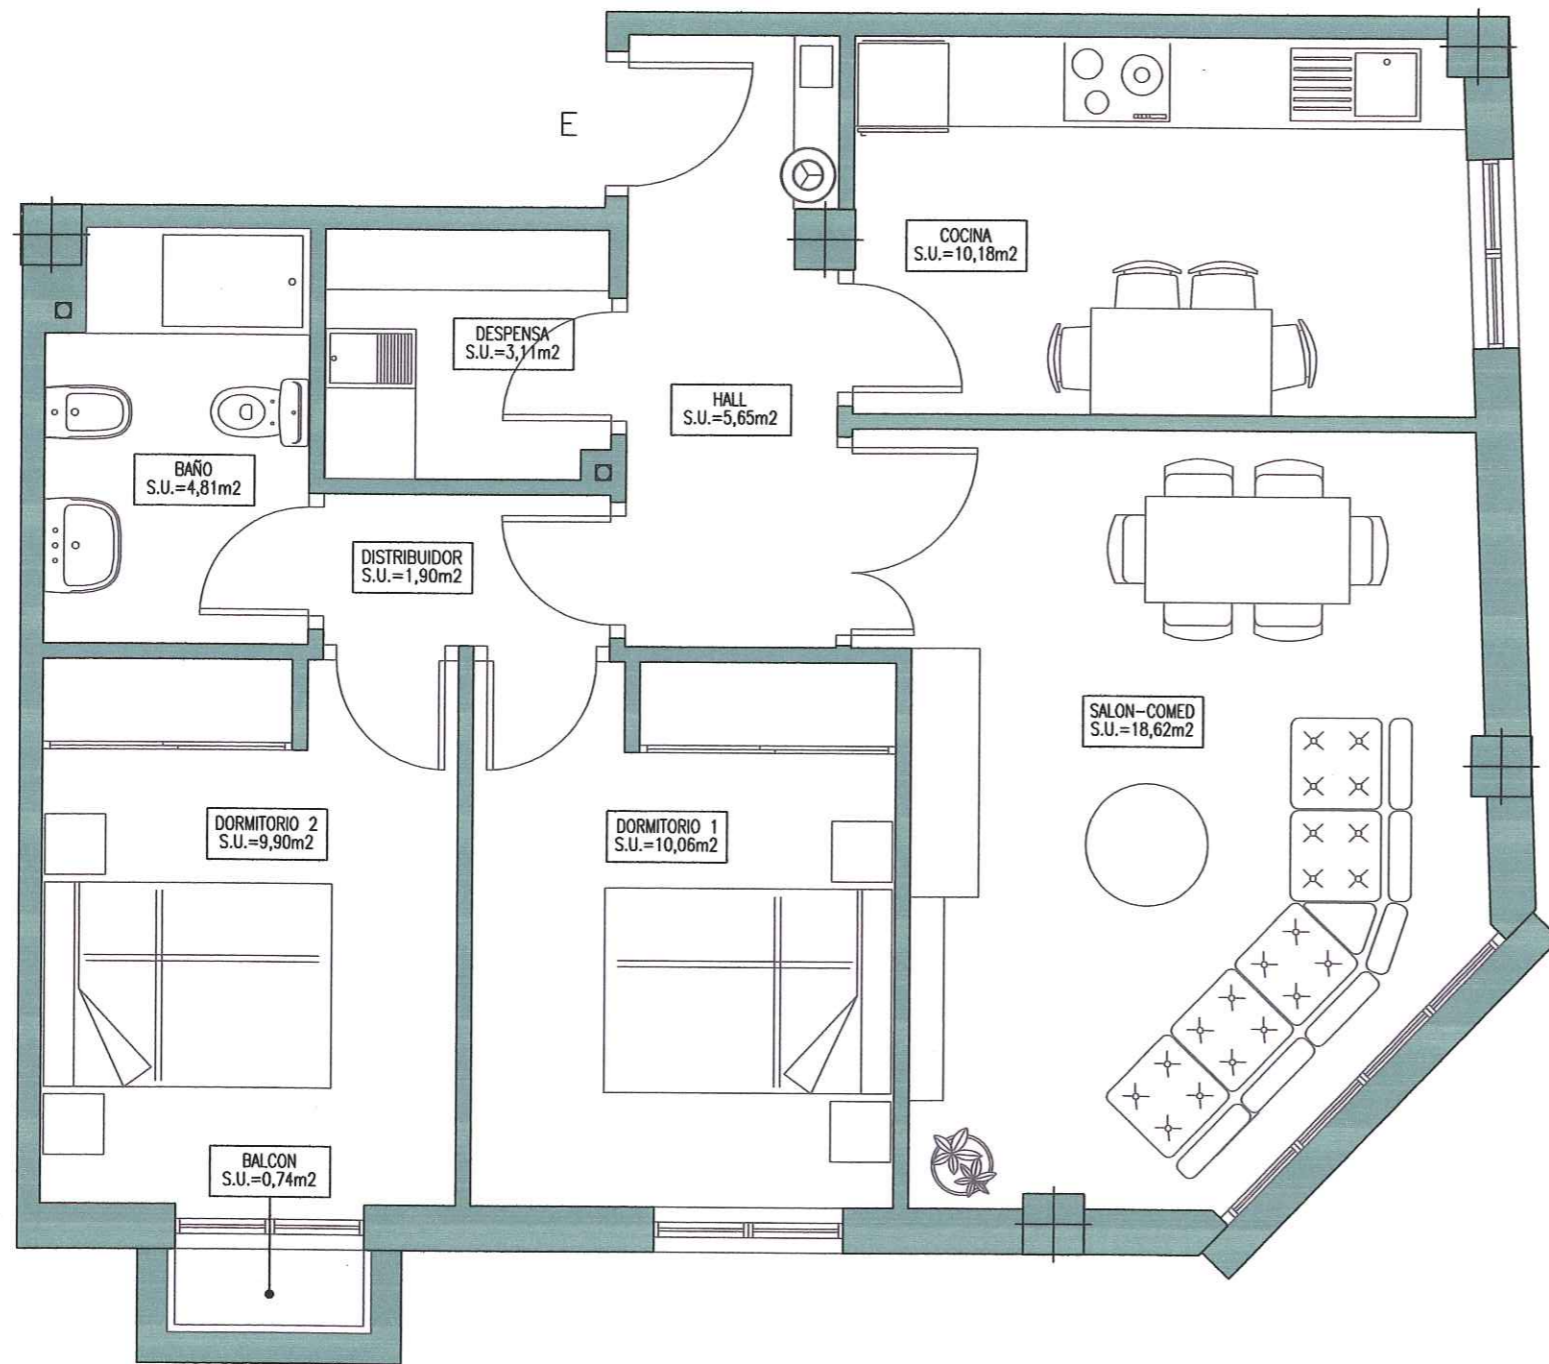 E
COCINA
S.U.=10,18m2
DESPENSA
S.U.=3,11m2
HALL
S.U.=5,65m2
BAÑO
S.U.=4,81m2
DISTRIBUIDOR
S.U.=1,90m2
SALON-COMED
S.U.=18,62m2
DORMITORIO 2
S.U.=9,90m2
DORMITORIO 1
S.U.=10,06m2
BALCON
S.U.=0,74m2